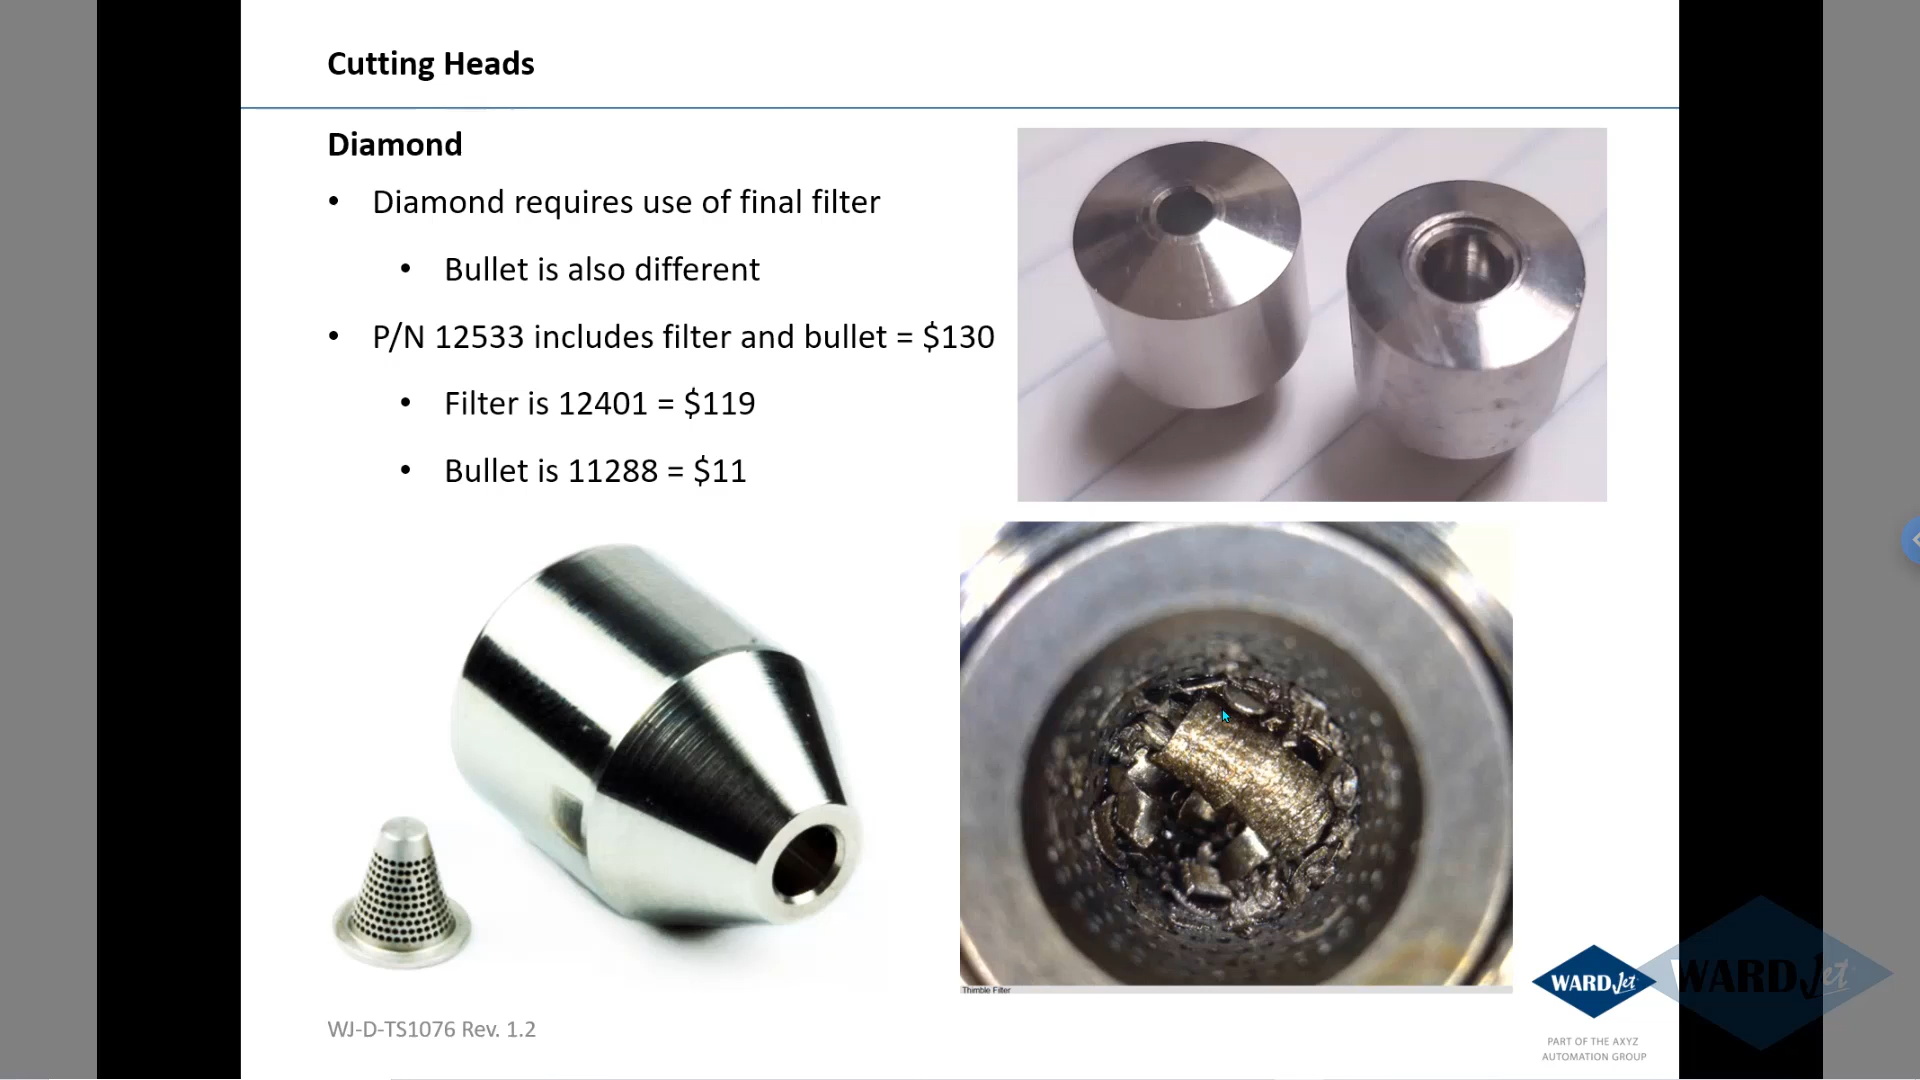 Cutting Heads
Diamond
• Diamond requires use of final filter
• Bullet is also different
• P/N 12533 includes filter and bullet = $130
• Filter is 12401 = $119
• Bullet is 11288 = $11
Thimble Filter
WJ-D-TS1076 Rev. 1.2
WARDJet
PART OF THE AXYZ
AUTOMATION GROUP
WARDJet